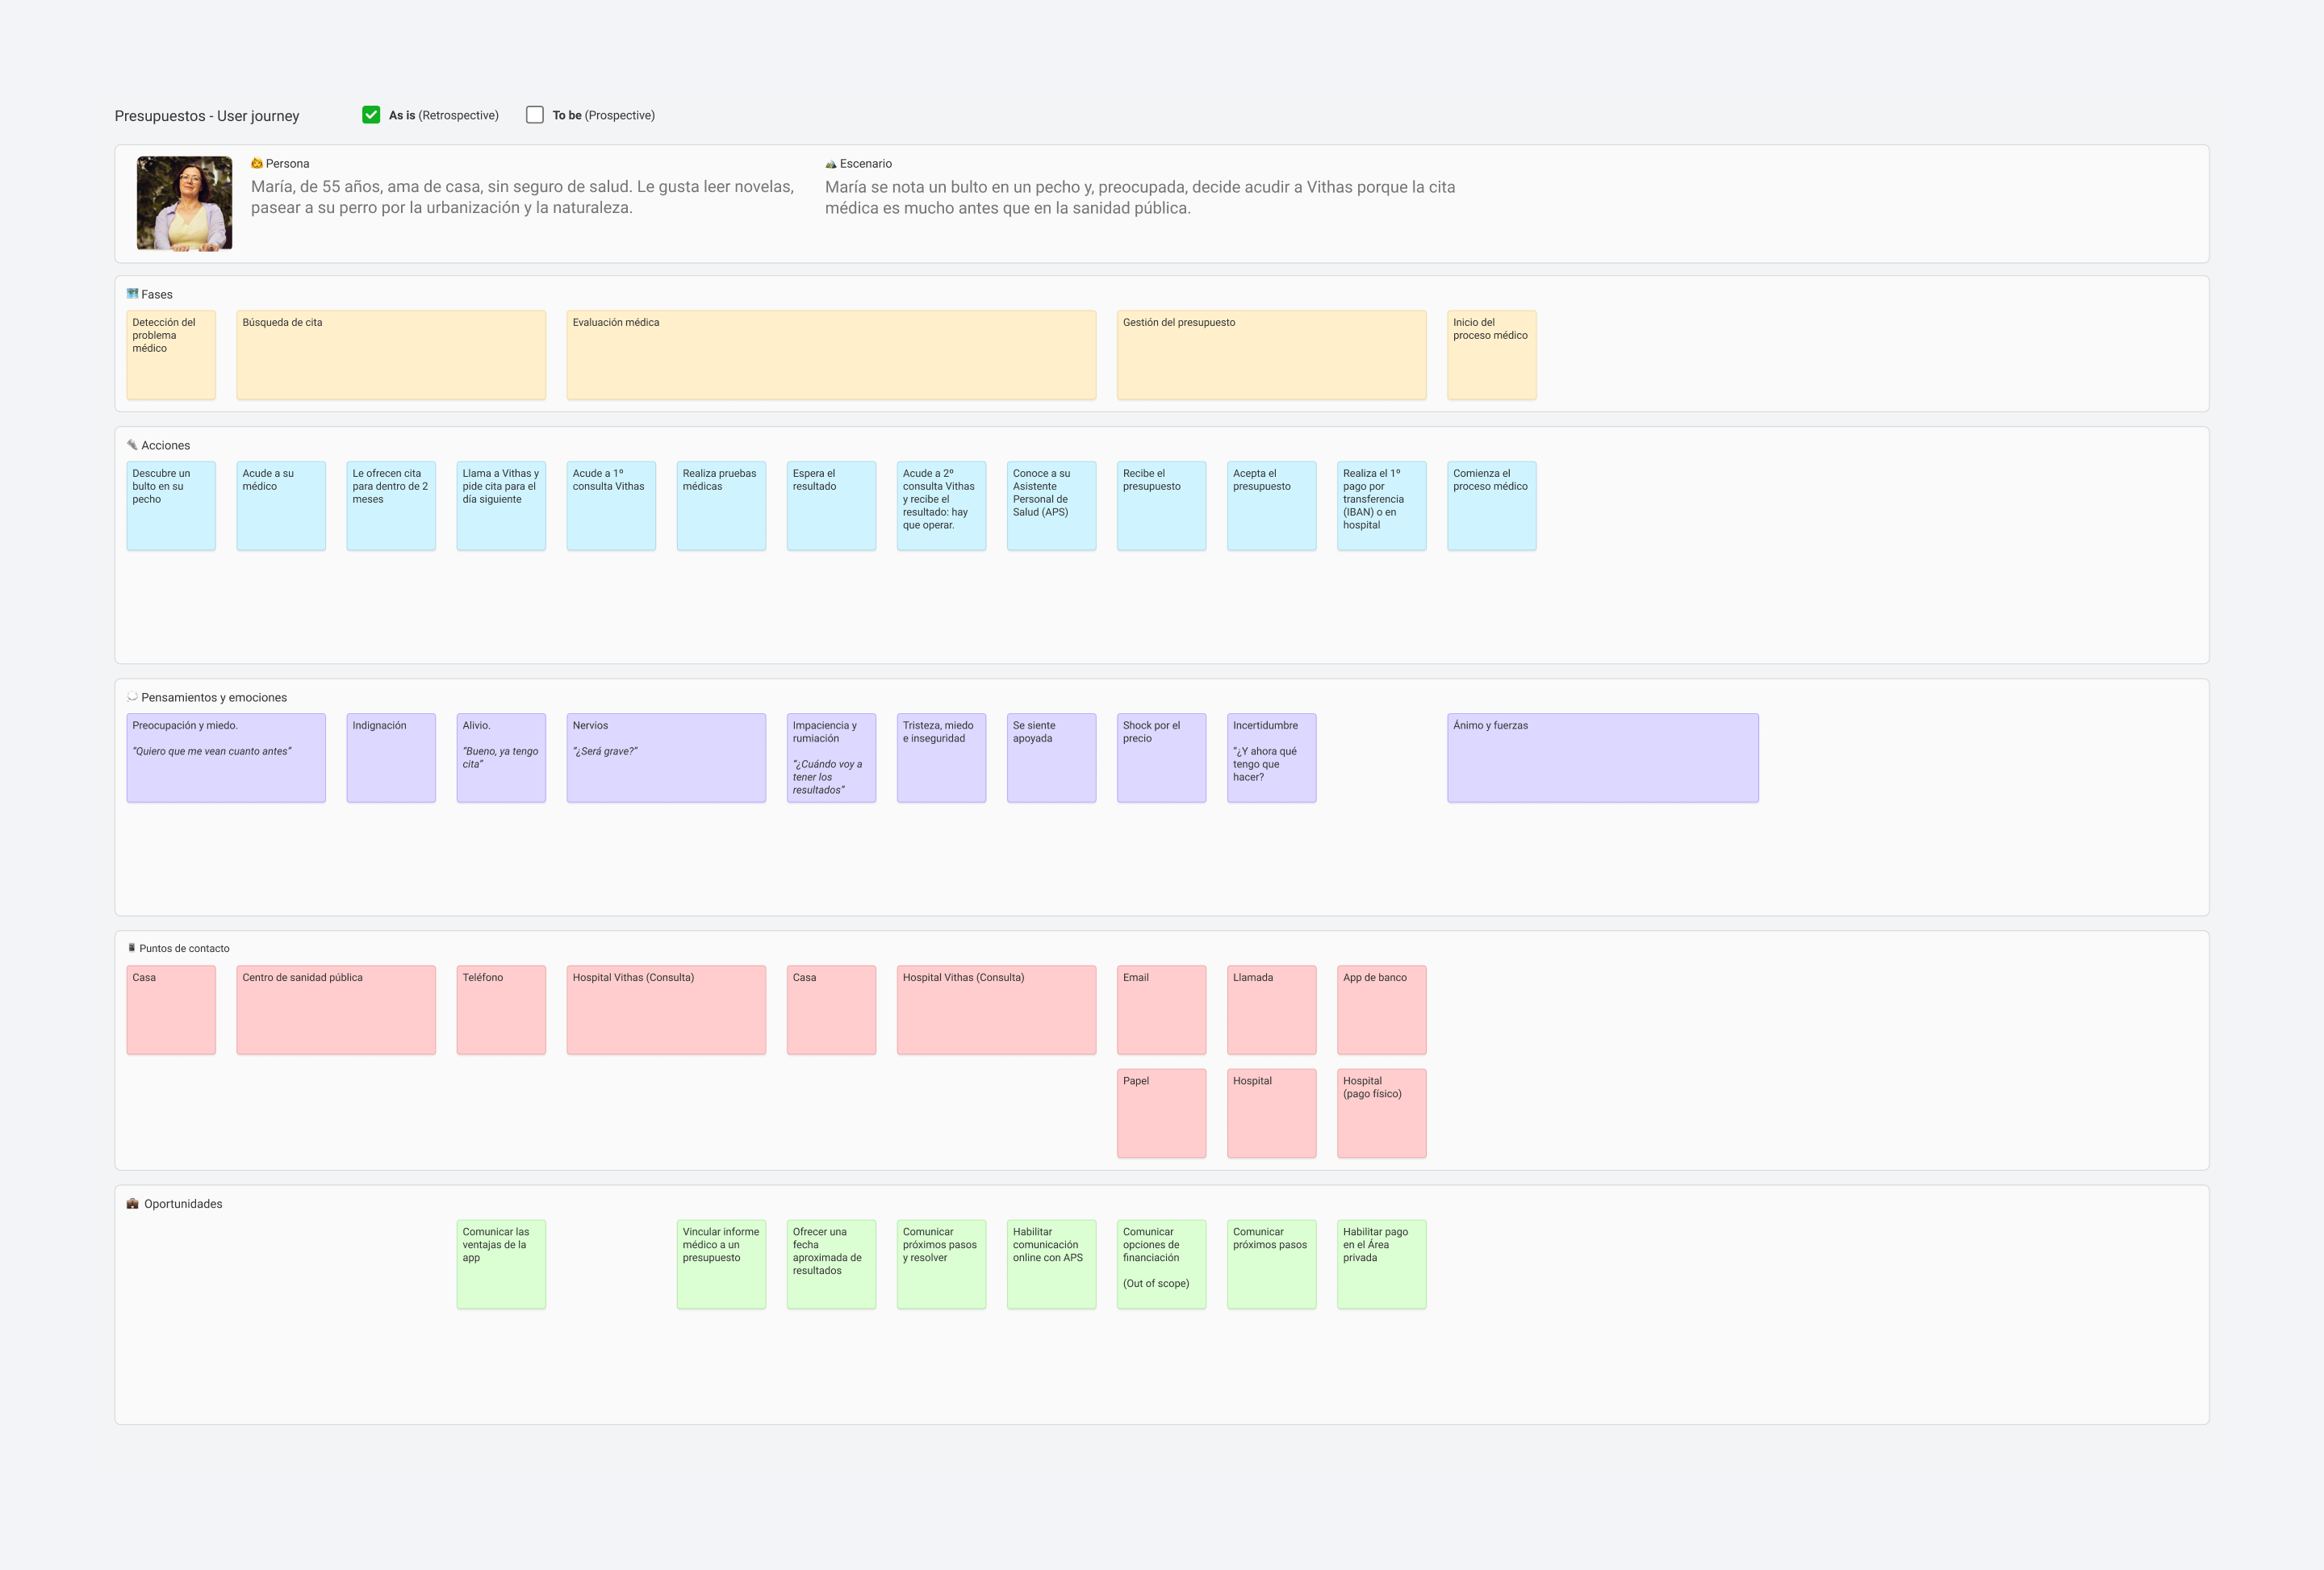 Presupuestos - User journey
As is (Retrospective)
To be (Prospective)
Persona
María, de 55 años, ama de casa, sin seguro de salud. Le gusta leer novelas,
pasear a su perro por la urbanización y la naturaleza.
Escenario
María se nota un bulto en un pecho y, preocupada, decide acudir a Vithas porque la cita
médica es mucho antes que en la sanidad pública.
Fases
Detección del
problema
médico
Búsqueda de cita
Evaluación médica
Gestión del presupuesto
Inicio del
proceso médico
Acciones
Descubre un
bulto en su
pecho
Acude a su
médico
Le ofrecen cita
para dentro de 2
meses
Llama a Vithas y
pide cita para el
día siguiente
Acude a 1º
consulta Vithas
Realiza pruebas
médicas
Espera el
resultado
Acude a 2º
consulta Vithas
y recibe el
resultado: hay
que operar.
Conoce a su
Asistente
Personal de
Salud (APS)
Recibe el
presupuesto
Acepta el
presupuesto
Realiza el 1º
pago por
transferencia
(IBAN) o en
hospital
Comienza el
proceso médico
Pensamientos y emociones
Preocupación y miedo.
“Quiero que me vean cuanto antes”
Indignación
Alivio.
“Bueno, ya tengo
cita”
Nervios
“¿Será grave?”
Impaciencia y
rumiación
“¿Cuándo voy a
tener los
resultados”
Tristeza, miedo
e inseguridad
Se siente
apoyada
Shock por el
precio
Incertidumbre
“¿Y ahora qué
tengo que
hacer?
Ánimo y fuerzas
Puntos de contacto
Casa
Centro de sanidad pública
Teléfono
Hospital Vithas (Consulta)
Casa
Hospital Vithas (Consulta)
Email
Llamada
App de banco
Papel
Hospital
Hospital
(pago físico)
Oportunidades
Comunicar las
ventajas de la
app
Vincular informe
médico a un
presupuesto
Ofrecer una
fecha
aproximada de
resultados
Comunicar
próximos pasos
y resolver
Habilitar
comunicación
online con APS
Comunicar
opciones de
financiación
(Out of scope)
Comunicar
próximos pasos
Habilitar pago
en el Área
privada